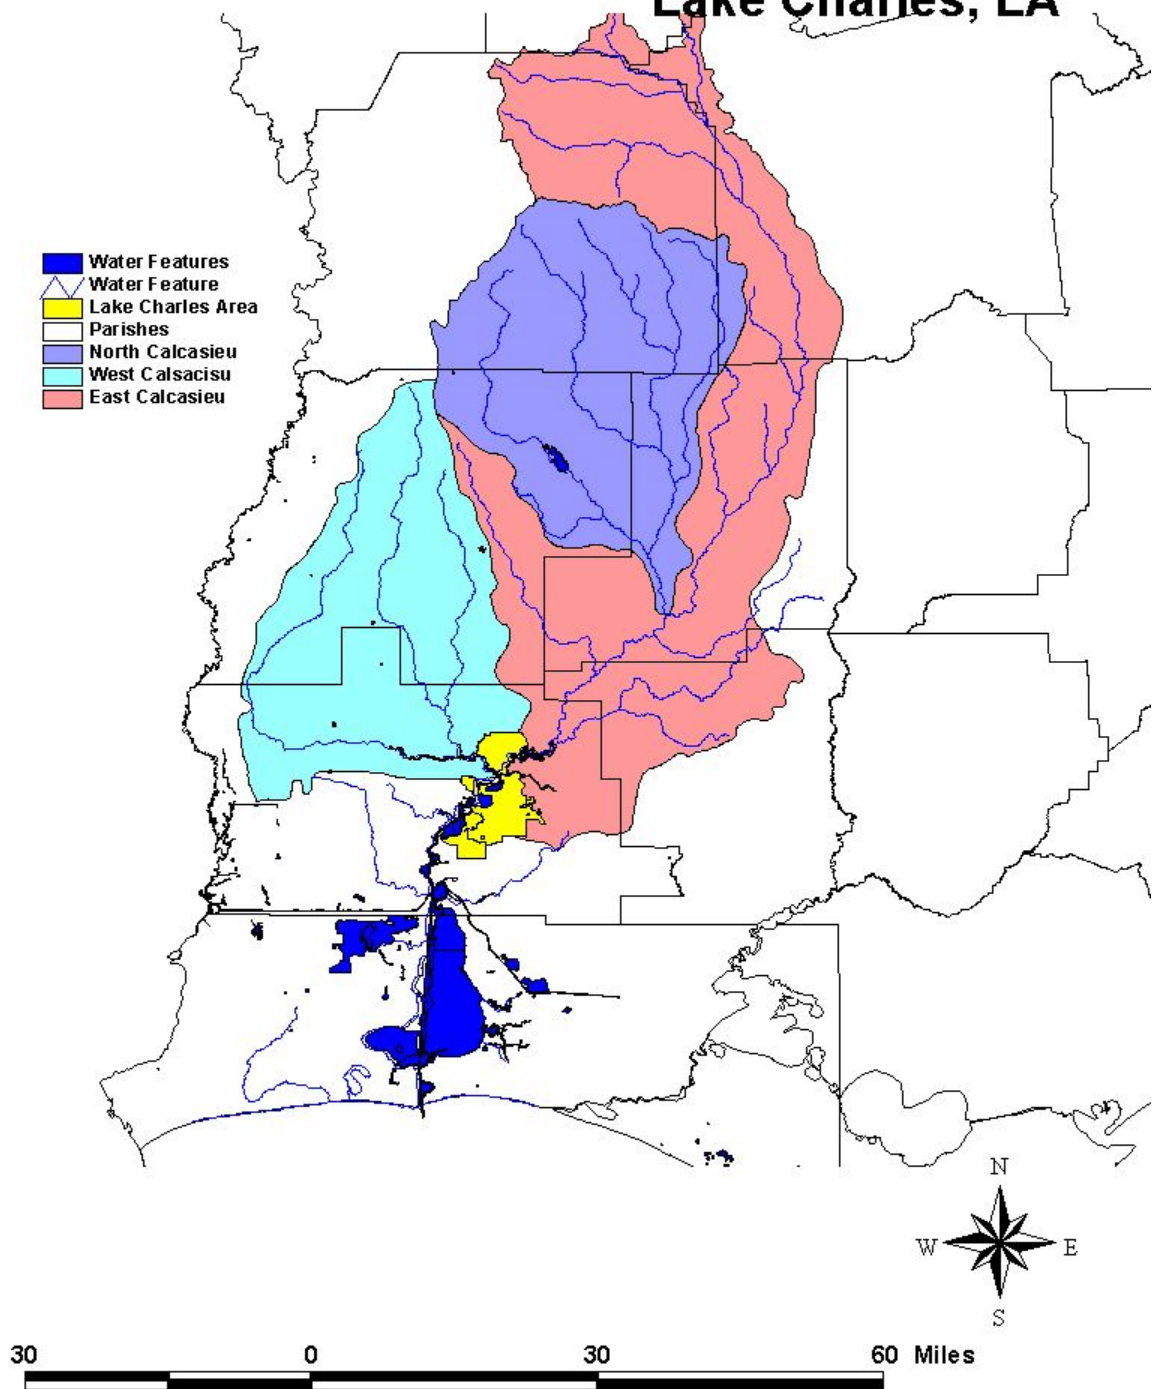 Lake Charles, LA
Water Features
Water Feature
Lake Charles Area
Parishes
North Calcasieu
West Calsacisu
East Calcasieu
N
W E
S
30 0 30 60 Miles